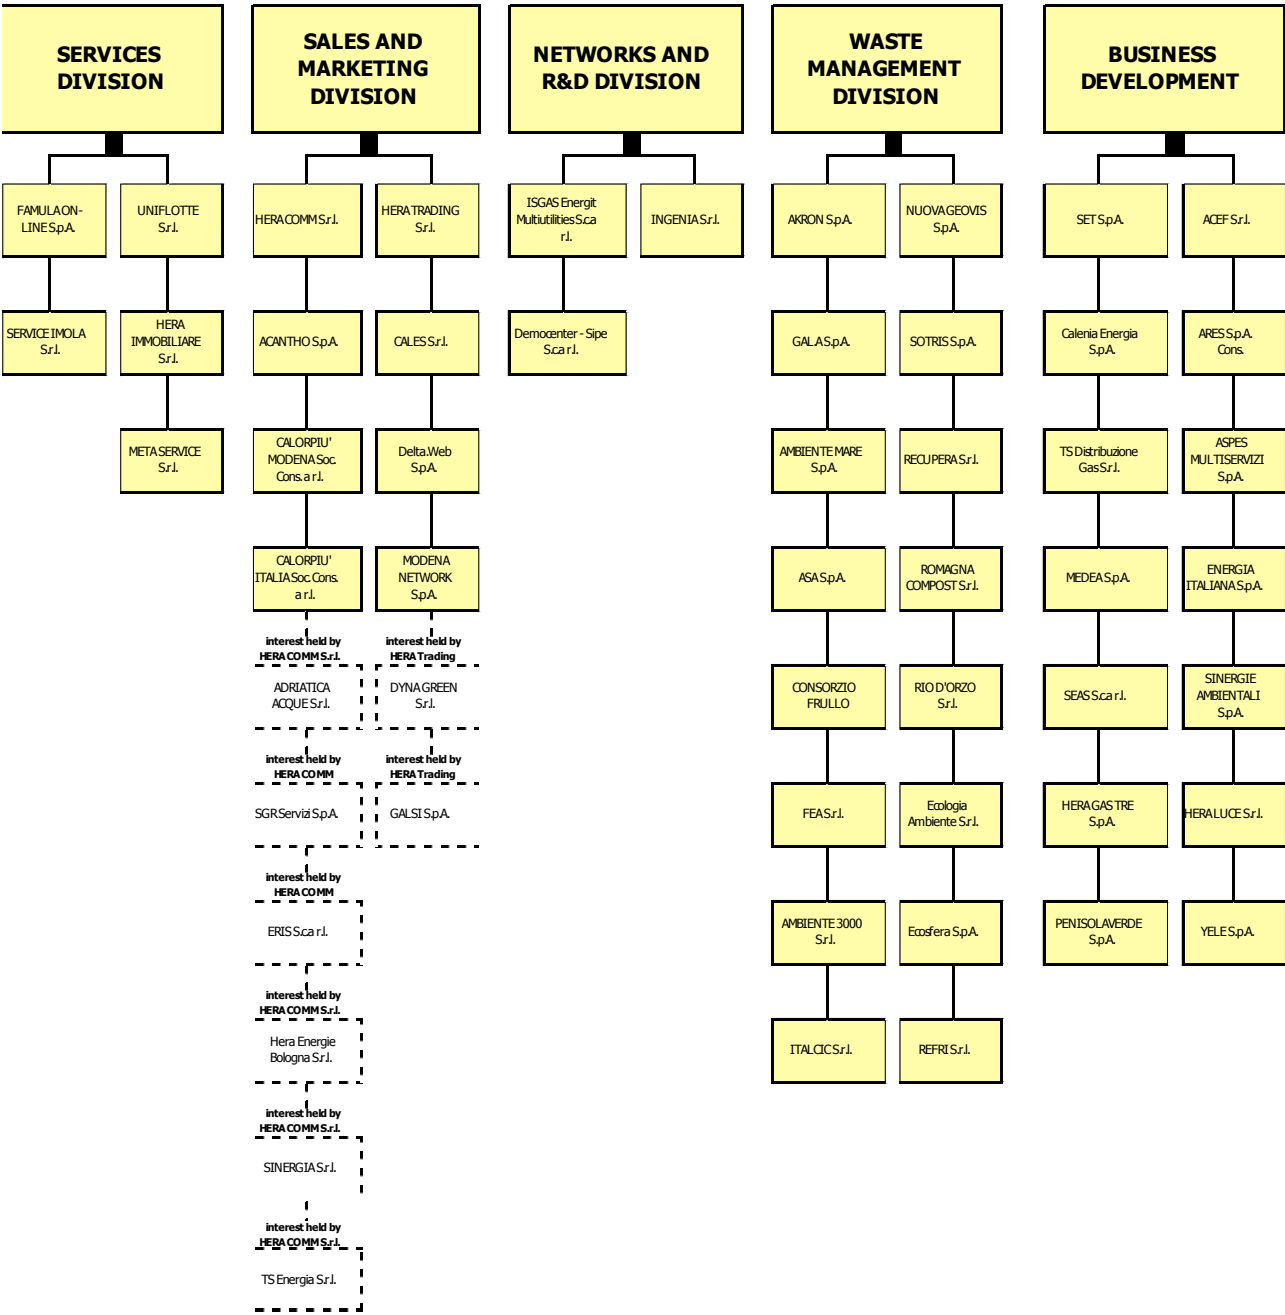 SERVICES
DIVISION
SALES AND
MARKETING
DIVISION
NETWORKS AND
R&D DIVISION
WASTE
MANAGEMENT
DIVISION
BUSINESS
DEVELOPMENT
FAMULA ON-
LINE S.p.A.
UNIFLOTTE
S.r.l.
HERA COMM S.r.l.
HERA TRADING
S.r.l.
ISGAS Energit
Multiutilities S.c.a
r.l.
INGENIA S.r.l.
AKRON S.p.A.
NUOVA GEOVIS
S.p.A.
SET S.p.A.
ACEF S.r.l.
SERVICE IMOLA
S.r.l.
HERA
IMMOBILIARE
S.r.l.
ACANTHO S.p.A.
CALES S.r.l.
Democenter - Sipe
S.c.a r.l.
GAL.A S.p.A.
SOTRIS S.p.A.
Calenia Energia
S.p.A.
ARES S.p.A.
Cons.
META SERVICE
S.r.l.
CALORPIU'
MODENA Soc.
Cons. a r.l.
Delta.Web
S.p.A.
AMBIENTE MARE
S.p.A.
RECUPERA S.r.l.
TS Distribuzione
Gas S.r.l.
ASPES
MULTISERVIZI
S.p.A.
CALORPIU'
ITALIA Soc. Cons.
a r.l.
MODENA
NETWORK
S.p.A.
ASA S.p.A.
ROMAGNA
COMPOST S.r.l.
MEDEA S.p.A.
ENERGIA
ITALIANA S.p.A.
interest held by
HERA COMM S.r.l.
interest held by
HERA Trading
ADRIATICA
ACQUE S.r.l.
DYNA GREEN
S.r.l.
CONSORZIO
FRULLO
RIO D'ORZO
S.r.l.
SEAS S.c.a r.l.
SINERGIE
AMBIENTALI
S.p.A.
interest held by
HERA COMM
interest held by
HERA Trading
SGR Servizi S.p.A.
GALSI S.p.A.
FEA S.r.l.
Ecologia
Ambiente S.r.l.
HERA GAS TRE
S.p.A.
HERA LUCE S.r.l.
interest held by
HERA COMM
ERIS S.c.a r.l.
AMBIENTE 3000
S.r.l.
Ecosfera S.p.A.
PENISOLAVERDE
S.p.A.
YELE S.p.A.
interest held by
HERA COMM S.r.l.
Hera Energie
Bologna S.r.l.
ITALCIC S.r.l.
REFRI S.r.l.
interest held by
HERA COMM S.r.l.
SINERGIA S.r.l.
interest held by
HERA COMM S.r.l.
TS Energia S.r.l.